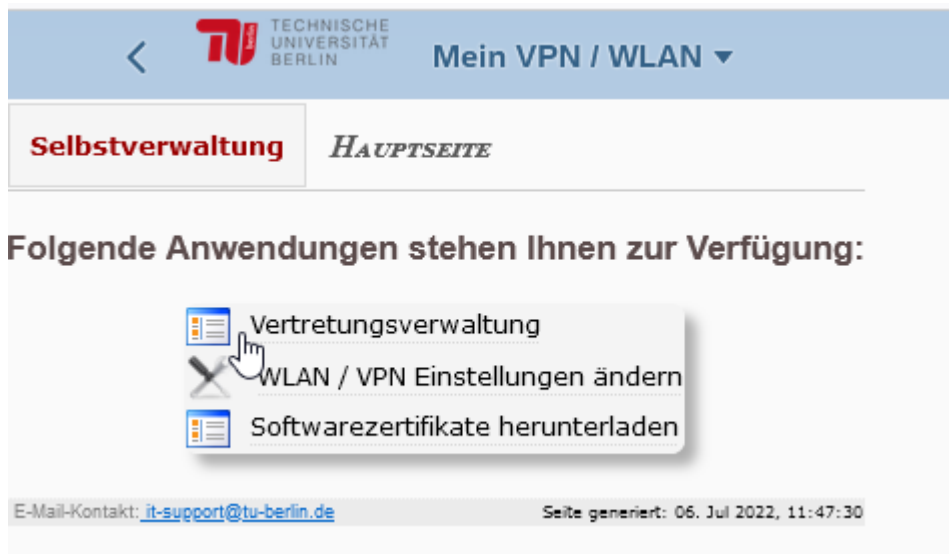 TECHNISCHE
UNIVERSITÄT
BERLIN
berlin
Mein VPN / WLAN
Selbstverwaltung
HAUPTSEITE
Folgende Anwendungen stehen Ihnen zur Verfügung:
Vertretungsverwaltung
WLAN / VPN Einstellungen ändern
Softwarezertifikate herunterladen
E-Mail-Kontakt: it-support@tu-berlin.de Seite generiert: 06. Jul 2022, 11:47:30